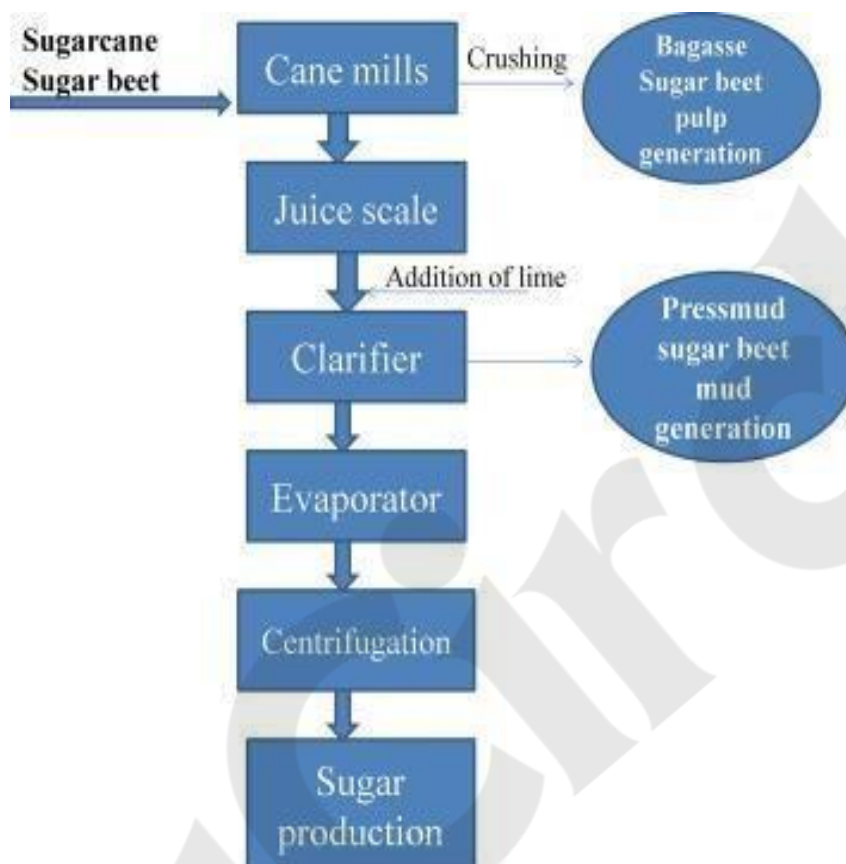 Sugarcane
Sugar beet
Cane mills
Crushing
Bagasse
Sugar beet
pulp
generation
Juice scale
Addition of lime
Clarifier
Pressmud
sugar beet
mud
generation
Evaporator
Centrifugation
Sugar
production